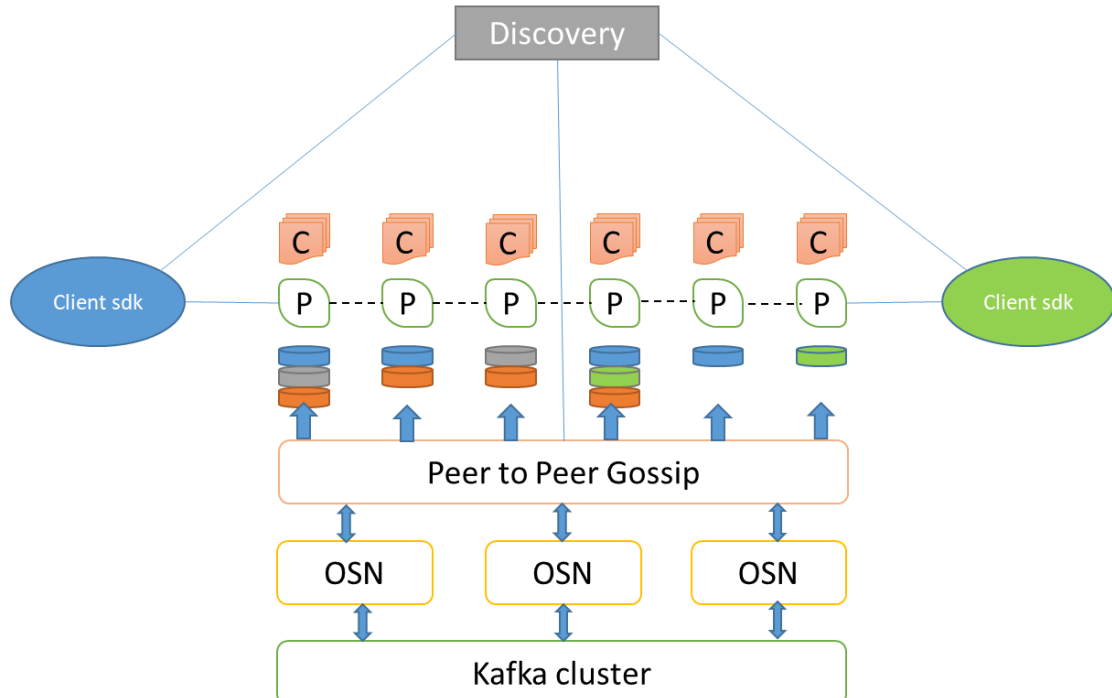 Discovery
C C C C C C
Client sdk P P P P P P Client sdk
Peer to Peer Gossip
OSN OSN OSN
Kafka cluster